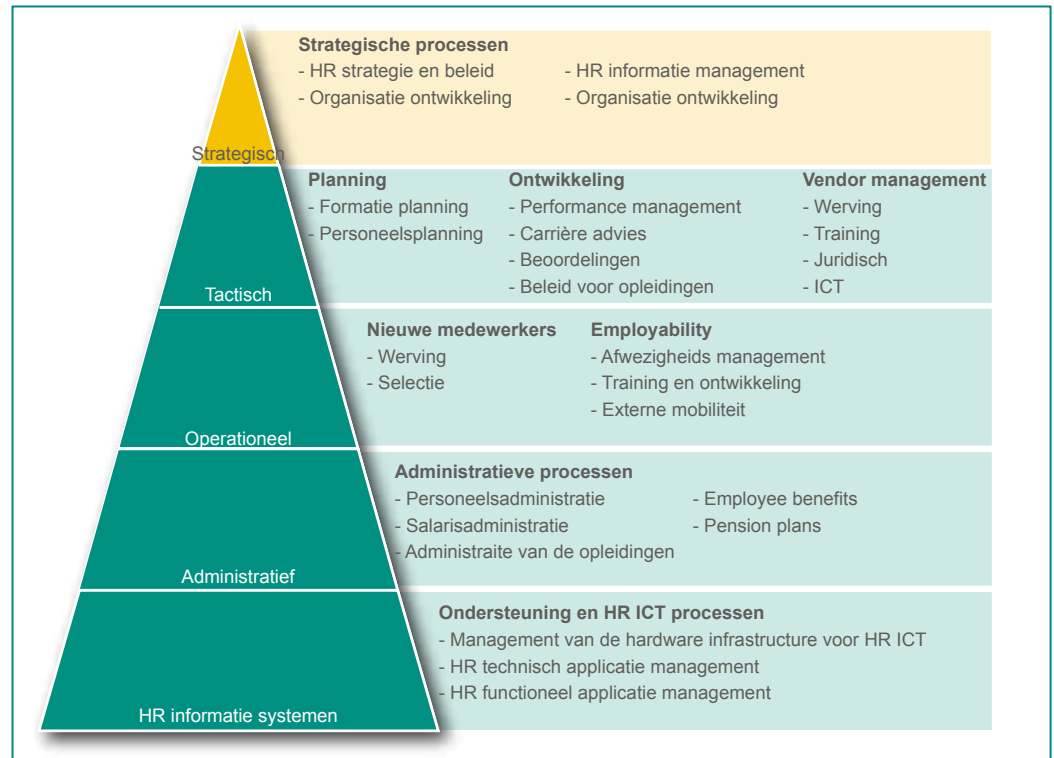 Strategische processen
- HR strategie en beleid - HR informatie management
- Organisatie ontwikkeling - Organisatie ontwikkeling
Strategisch
Planning Ontwikkeling Vendor management
- Formatie planning - Performance management - Werving
- Personeelsplanning - Carrière advies - Training
- Beoordelingen - Juridisch
- Beleid voor opleidingen - ICT
Tactisch
Nieuwe medewerkers Employability
- Werving - Afwezigheids management
- Selectie - Training en ontwikkeling
- Externe mobiliteit
Operationeel
Administratieve processen
- Personeelsadministratie - Employee benefits
- Salarisadministratie - Pension plans
- Administraite van de opleidingen
Administratief
Ondersteuning en HR ICT processen
- Management van de hardware infrastructure voor HR ICT
- HR technisch applicatie management
- HR functioneel applicatie management
HR informatie systemen